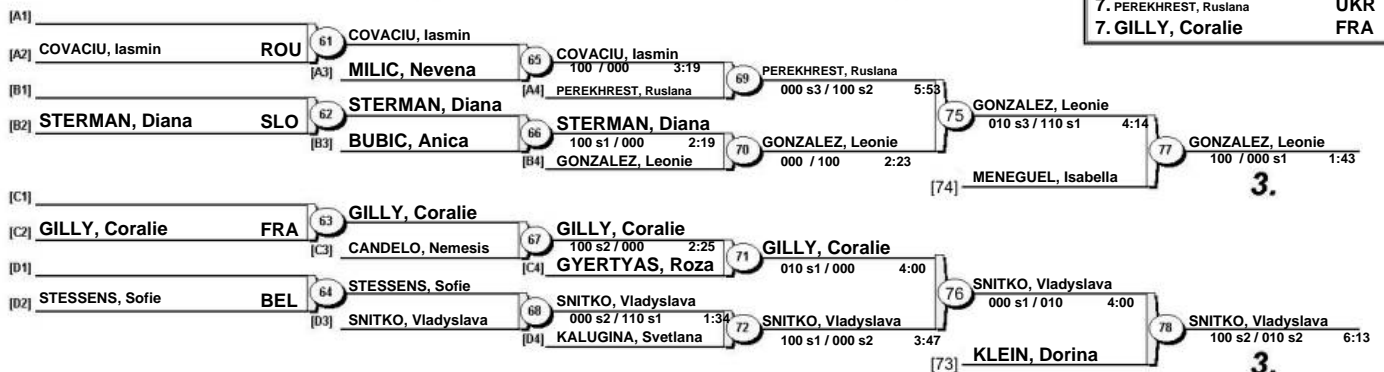 7. PEREKHREST, Ruslana UKR
7. GILLY, Coralie FRA
[A1]
[A2] COVACIU, Iasmin ROU
61 COVACIU, Iasmin
[A3] MILIC, Nevena
65 COVACIU, Iasmin
100 / 000 3:19
[A4] PEREKHREST, Ruslana
69 PEREKHREST, Ruslana
000 s3 / 100 s2 5:53
[B1]
[B2] STERMAN, Diana SLO
62 STERMAN, Diana
[B3] BUBIC, Anica
66 STERMAN, Diana
100 s1 / 000 2:19
[B4] GONZALEZ, Leonie
70 GONZALEZ, Leonie
000 / 100 2:23
75 GONZALEZ, Leonie
010 s3 / 110 s1 4:14
[74] MENEGUEL, Isabella
77 GONZALEZ, Leonie
100 / 000 s1 1:43
3.
[C1]
[C2] GILLY, Coralie FRA
63 GILLY, Coralie
[C3] CANDELO, Nemesis
67 GILLY, Coralie
100 s2 / 000 2:25
[C4] GYERTYAS, Roza
71 GILLY, Coralie
010 s1 / 000 4:00
[D1]
[D2] STESSENS, Sofie BEL
64 STESSENS, Sofie
[D3] SNITKO, Vladyslava
68 SNITKO, Vladyslava
000 s2 / 110 s1 1:34
[D4] KALUGINA, Svetlana
72 SNITKO, Vladyslava
100 s1 / 000 s2 3:47
76 SNITKO, Vladyslava
000 s1 / 010 4:00
[73] KLEIN, Dorina
78 SNITKO, Vladyslava
100 s2 / 010 s2 6:13
3.